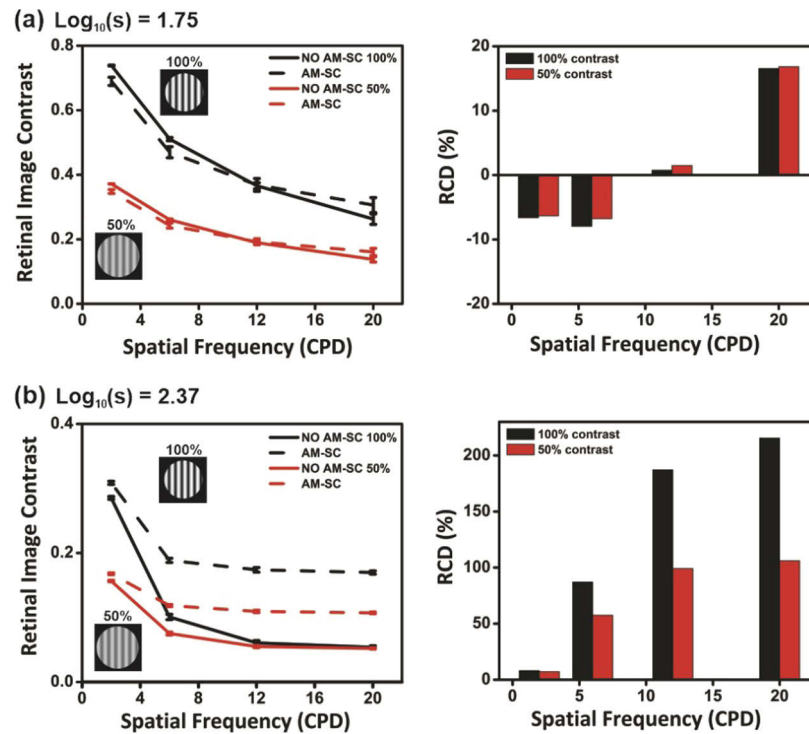 (a) Log₁₀(s) = 1.75
0.8
0.6
0.4
0.2
0.0
Retinal Image Contrast
100%
50%
NO AM-SC 100%
AM-SC
NO AM-SC 50%
AM-SC
0 4 8 12 16 20
Spatial Frequency (CPD)
20
10
0
-10
-20
RCD (%)
100% contrast
50% contrast
0 5 10 15 20
Spatial Frequency (CPD)
(b) Log₁₀(s) = 2.37
0.4
0.2
0.0
Retinal Image Contrast
100%
50%
NO AM-SC 100%
AM-SC
NO AM-SC 50%
AM-SC
0 4 8 12 16 20
Spatial Frequency (CPD)
200
150
100
50
0
RCD (%)
100% contrast
50% contrast
0 5 10 15 20
Spatial Frequency (CPD)